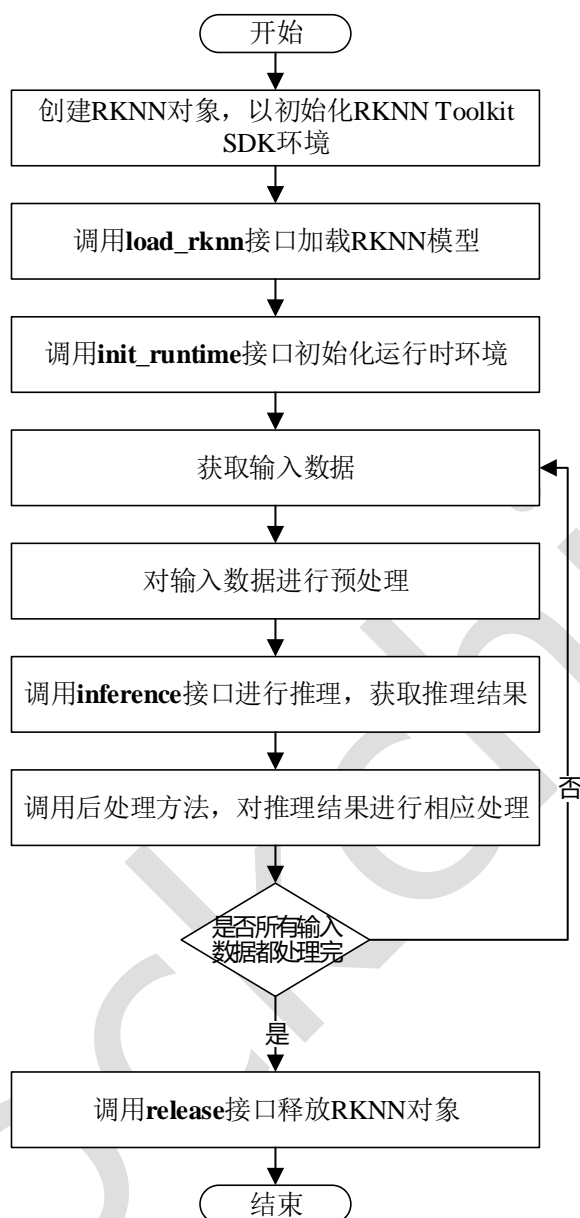 开始
创建RKNN对象，以初始化RKNN Toolkit
SDK环境
调用load_rknn接口加载RKNN模型
调用init_runtime接口初始化运行时环境
获取输入数据
对输入数据进行预处理
调用inference接口进行推理，获取推理结果
调用后处理方法，对推理结果进行相应处理
否
是否所有输入
数据都处理完
是
调用release接口释放RKNN对象
结束